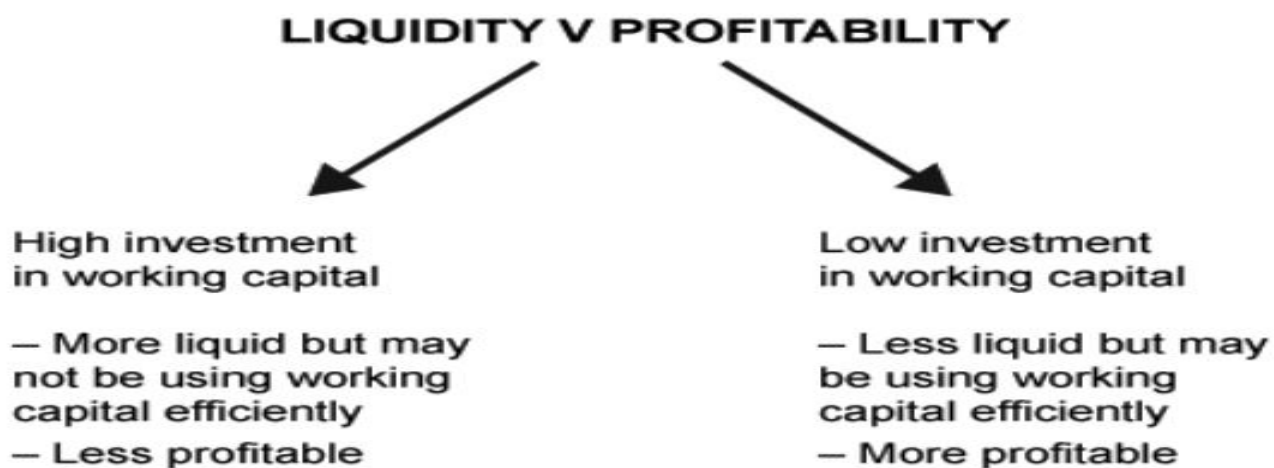 LIQUIDITY V PROFITABILITY
High investment
in working capital
– More liquid but may
not be using working
capital efficiently
– Less profitable
Low investment
in working capital
– Less liquid but may
be using working
capital efficiently
– More profitable